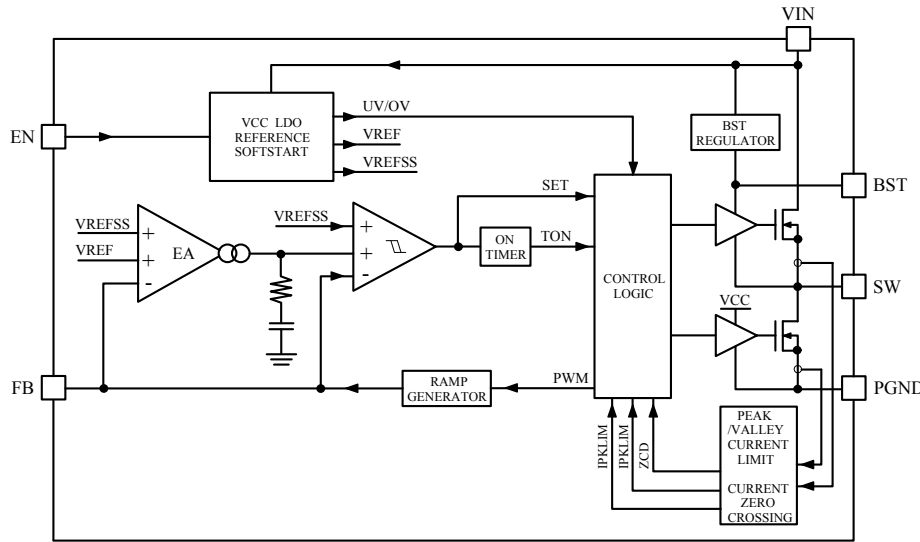 VIN
EN
VCC LDO
REFERENCE
SOFTSTART
UV/OV
VREF
VREFSS
BST
REGULATOR
BST
SET
VREFSS
+
VREFSS
+
EA
VREF
+
-
+
-
ON
TIMER
TON
CONTROL
LOGIC
SW
VCC
FB
RAMP
GENERATOR
PWM
PGND
IPKLIM
IPKLIM
ZCD
PEAK
/VALLEY
CURRENT
LIMIT
CURRENT
ZERO
CROSSING